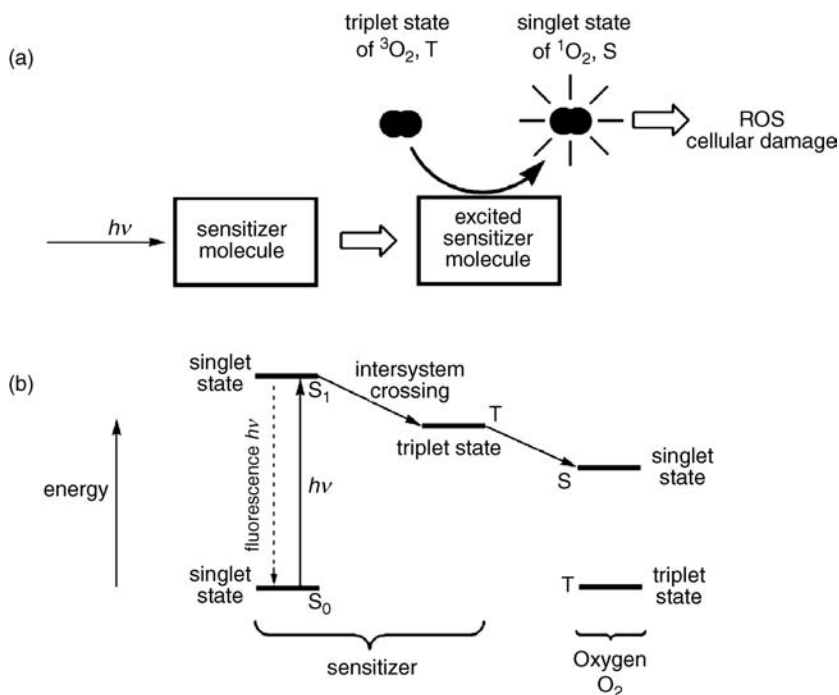 (a)
triplet state
of ³O₂, T
singlet state
of ¹O₂, S
ROS
cellular damage
hν
sensitizer
molecule
excited
sensitizer
molecule
(b)
energy
singlet
state
S₁
intersystem
crossing
T
triplet state
fluorescence hν
hν
S
singlet
state
singlet
state
S₀
T
triplet
state
sensitizer
Oxygen
O₂